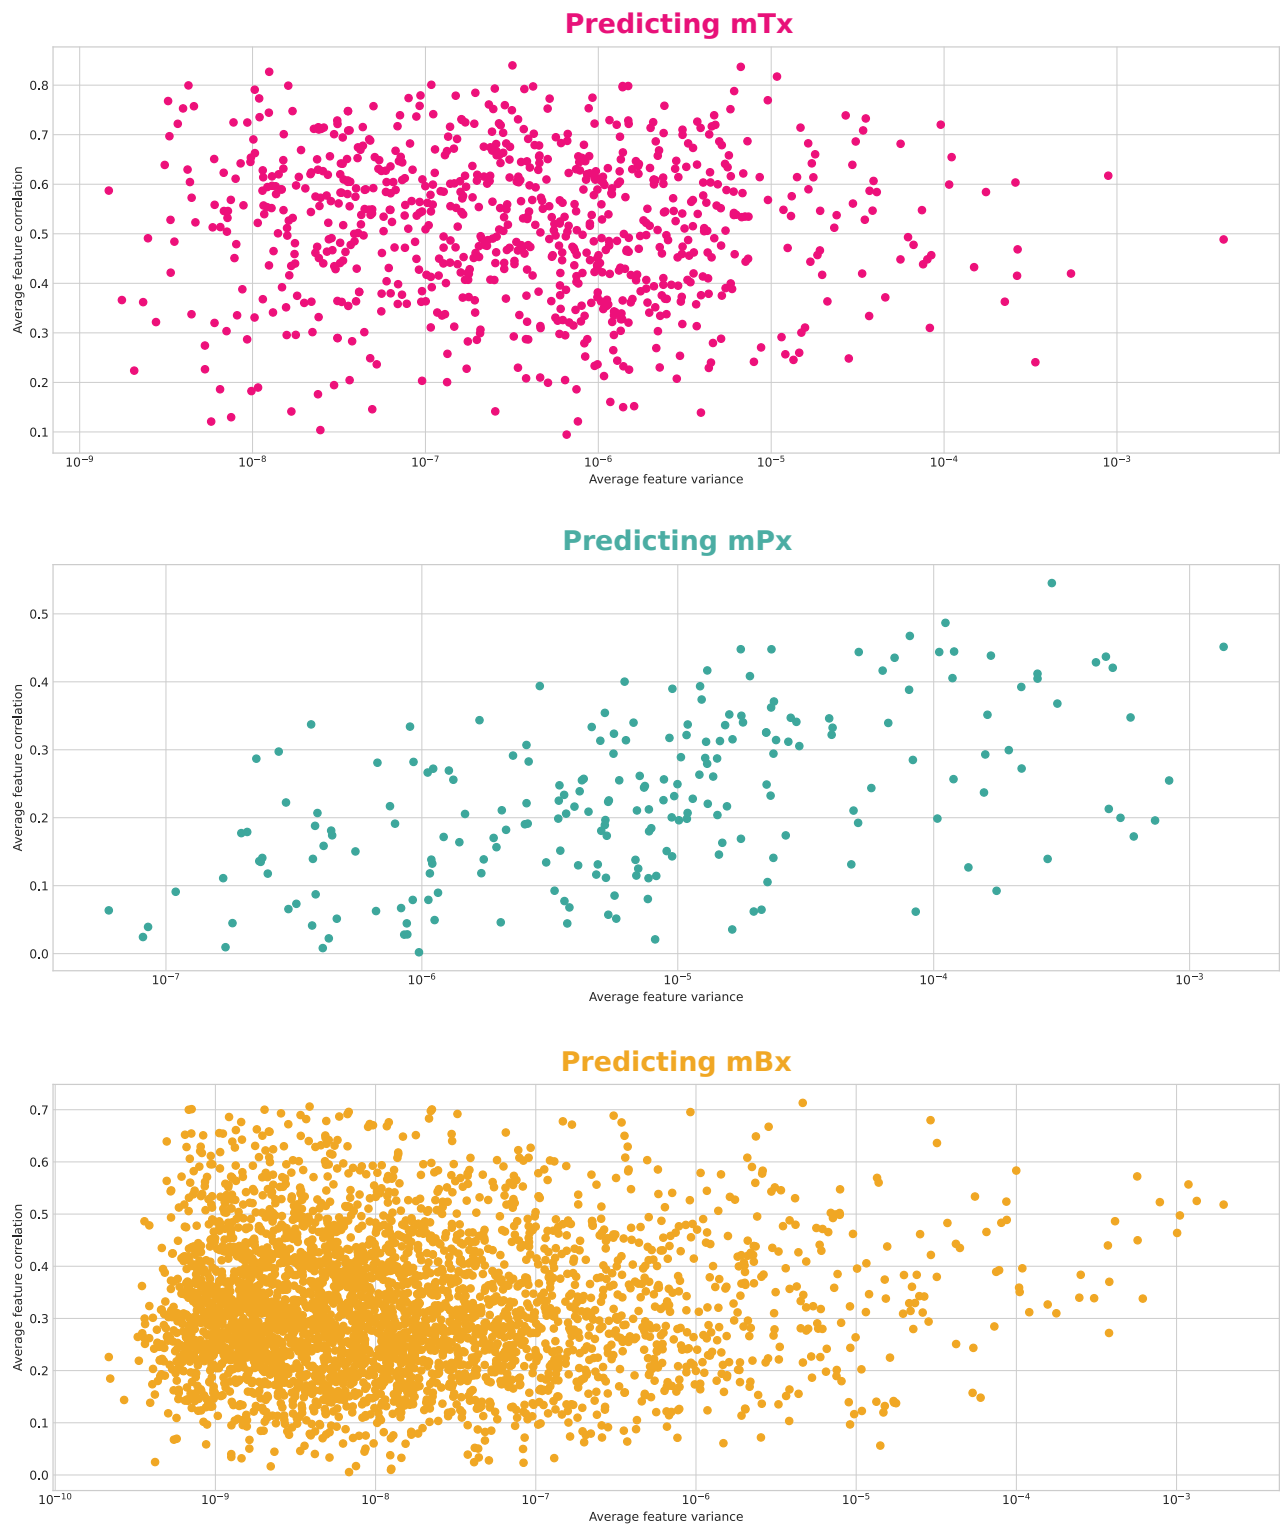 Predicting mTx
Average feature correlation
0.8
0.7
0.6
0.5
0.4
0.3
0.2
0.1
10⁻⁹ 10⁻⁸ 10⁻⁷ 10⁻⁶ 10⁻⁵ 10⁻⁴ 10⁻³
Average feature variance
Predicting mPx
Average feature correlation
0.5
0.4
0.3
0.2
0.1
0.0
10⁻⁷ 10⁻⁶ 10⁻⁵ 10⁻⁴ 10⁻³
Average feature variance
Predicting mBx
Average feature correlation
0.7
0.6
0.5
0.4
0.3
0.2
0.1
0.0
10⁻¹⁰ 10⁻⁹ 10⁻⁸ 10⁻⁷ 10⁻⁶ 10⁻⁵ 10⁻⁴ 10⁻³
Average feature variance